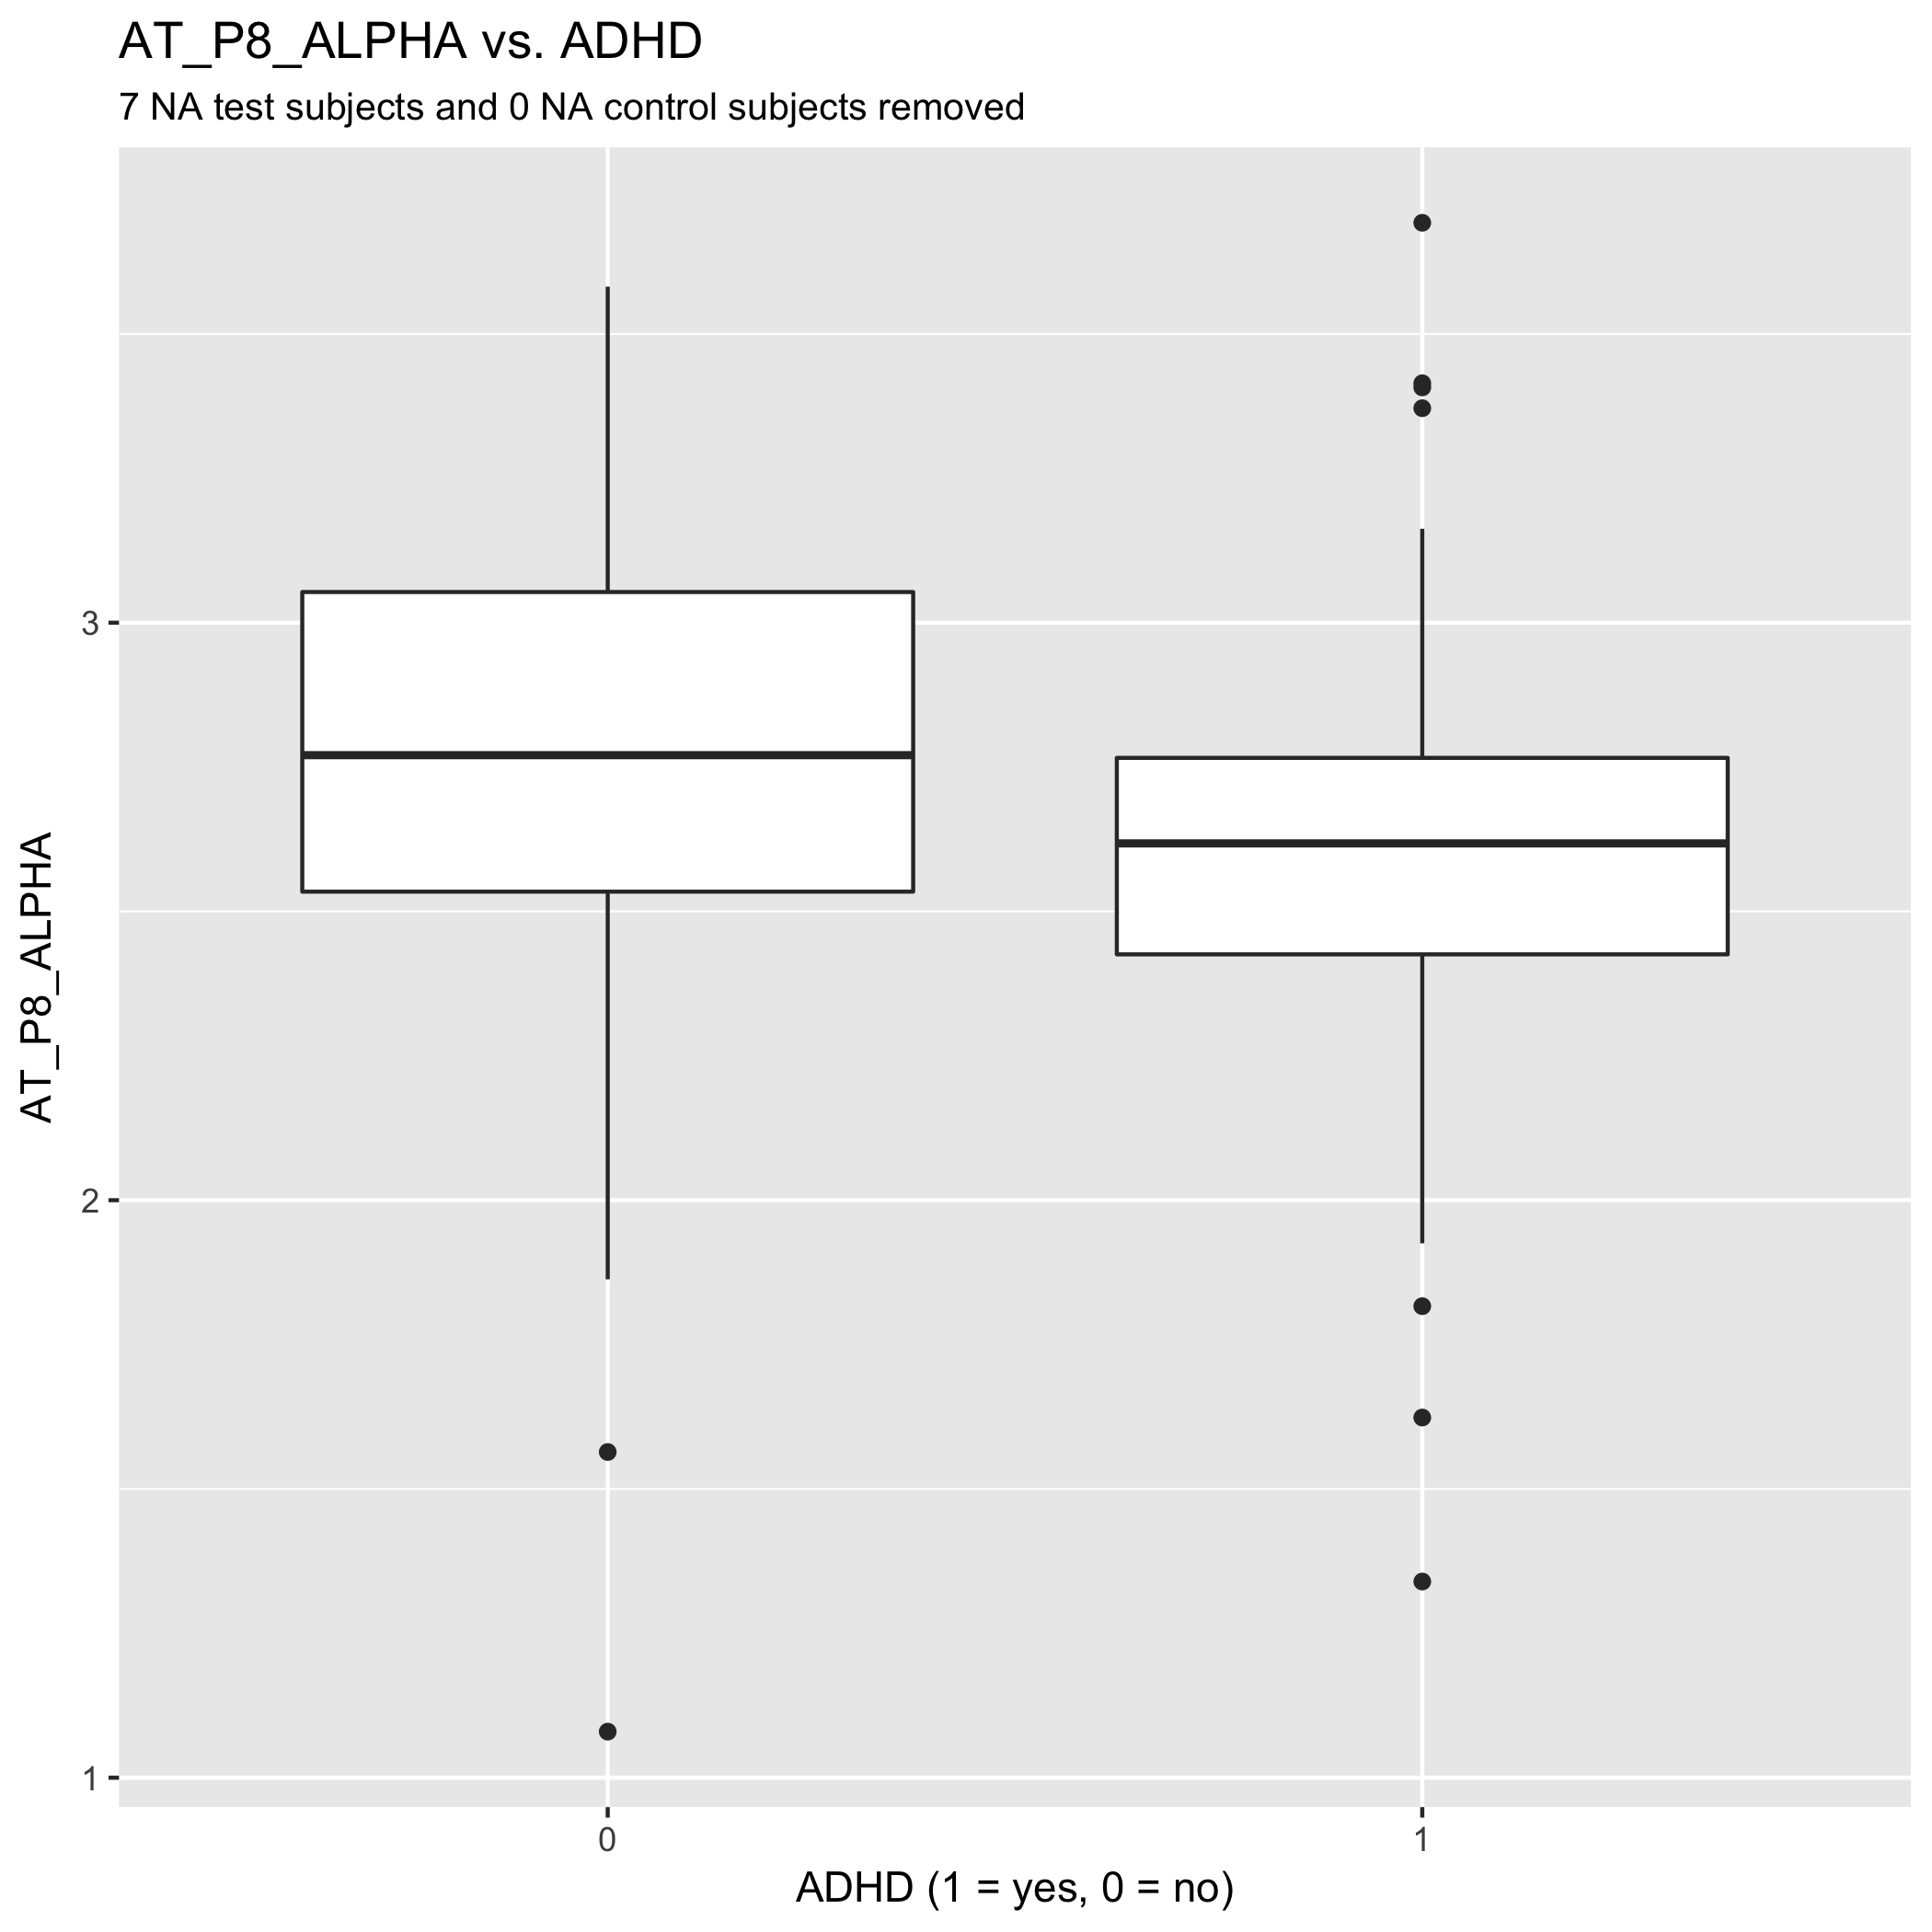 AT_P8_ALPHA vs. ADHD
7 NA test subjects and 0 NA control subjects removed
AT_P8_ALPHA
3
2
1
0
1
ADHD (1 = yes, 0 = no)